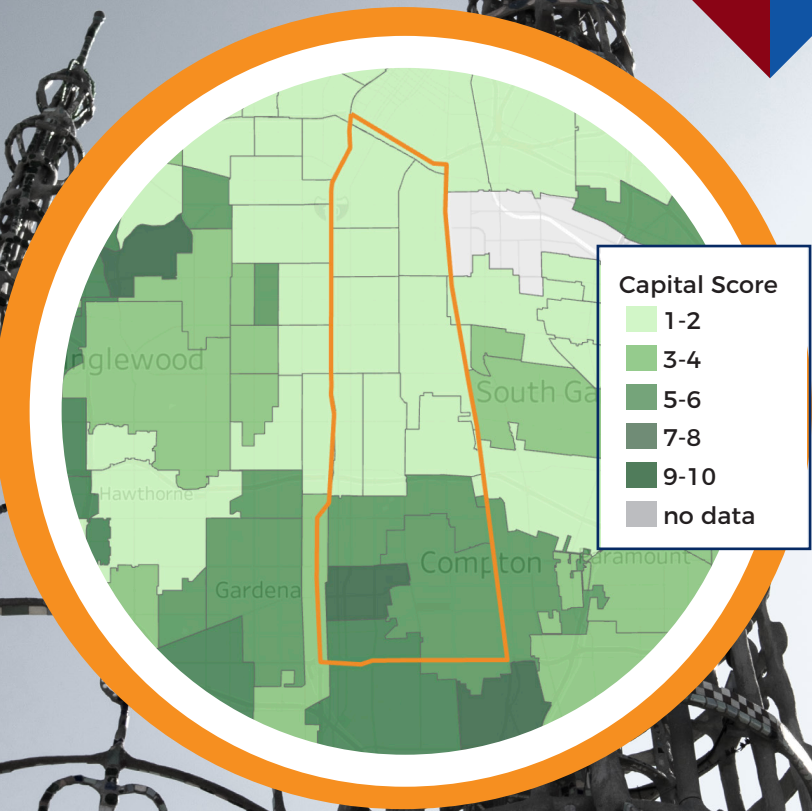 nglewood
South Ga
Hawthorne
Compton
aramount
Gardena
Capital Score
1-2
3-4
5-6
7-8
9-10
no data